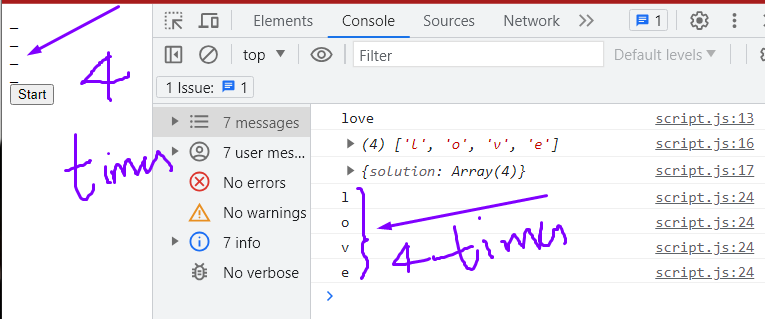 Elements Console Sources Network » 1
top Filter Default levels
1 Issue: 1
_
_
_
_
Start
4
times
7 messages
7 user mes...
No errors
No warnings
7 info
No verbose
love script.js:13
(4) ['l', 'o', 'v', 'e'] script.js:16
{solution: Array(4)} script.js:17
l script.js:24
o script.js:24
v script.js:24
e script.js:24
4-times
>